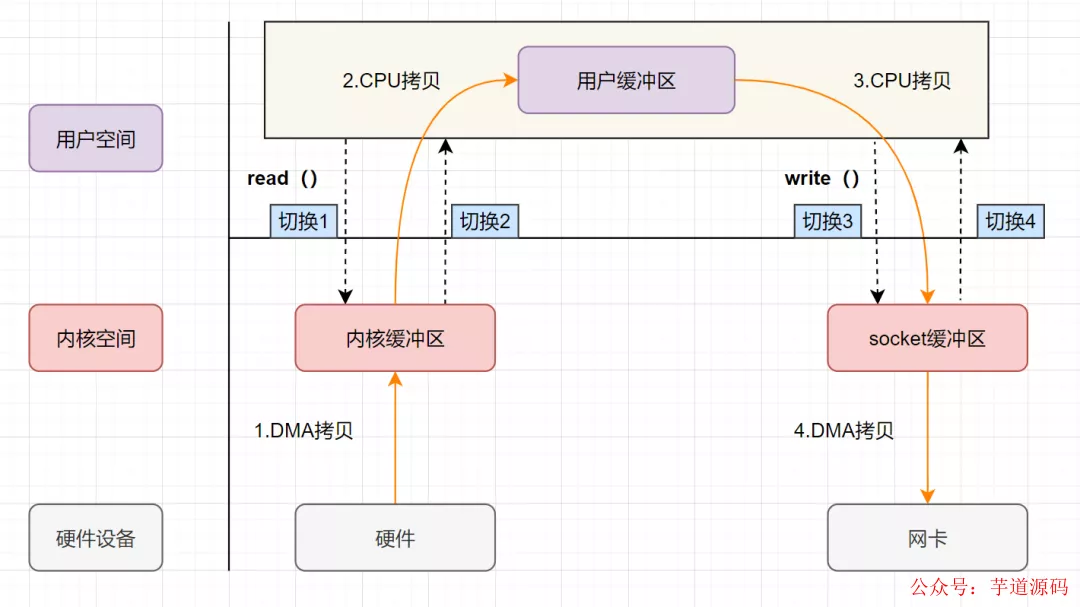 2.CPU拷贝
用户缓冲区
3.CPU拷贝
用户空间
read（）
write（）
切换1
切换2
切换3
切换4
内核空间
内核缓冲区
socket缓冲区
1.DMA拷贝
4.DMA拷贝
硬件设备
硬件
网卡
公众号：芋道源码